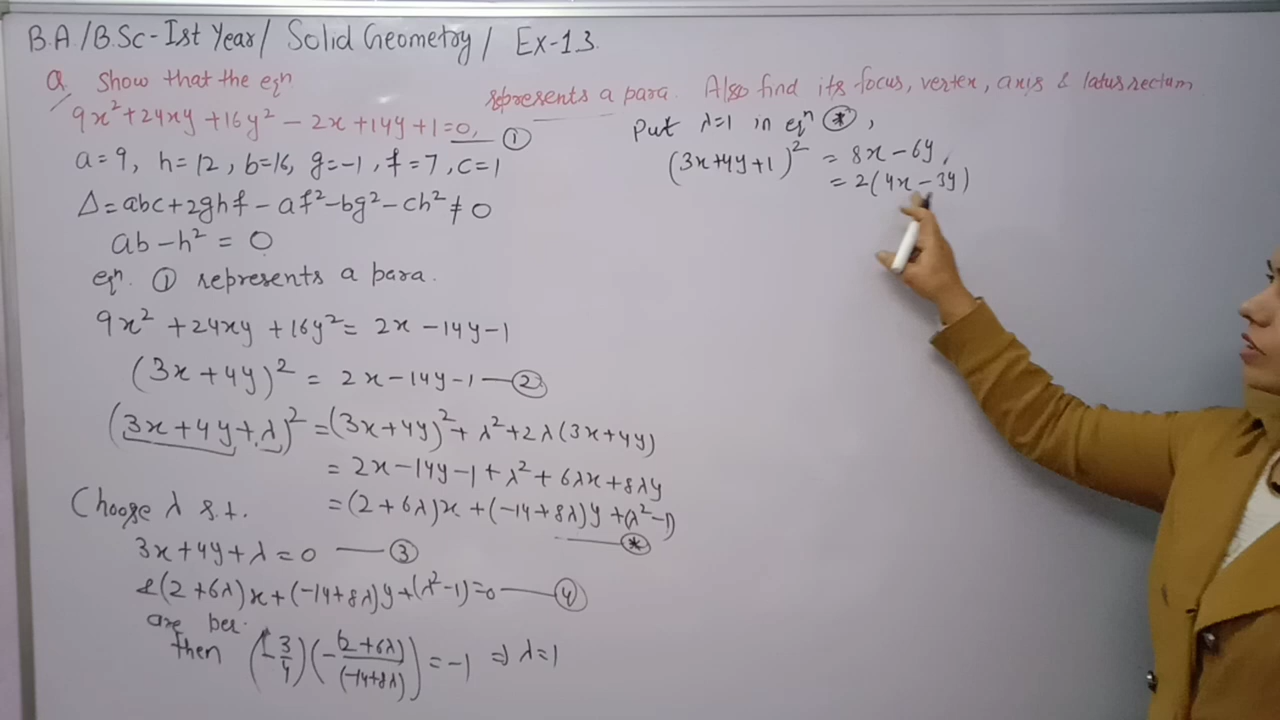 B.A./B.Sc-Ist Year/ Solid Geometry/ Ex-13.
Q. Show that the eqn
9x² + 24xy + 16y² - 2x + 14y + 1 = 0, ① represents a para. Also find its focus, vertex, axis & latus rectum
a = 9, h = 12, b = 16, g = -1, f = 7, c = 1
Δ = abc + 2ghf - af² - bg² - ch² ≠ 0
ab - h² = 0
eqn. ① represents a para.
9x² + 24xy + 16y² = 2x - 14y - 1
(3x + 4y)² = 2x - 14y - 1 — ②
(3x + 4y + λ)² = (3x + 4y)² + λ² + 2λ(3x + 4y)
= 2x - 14y - 1 + λ² + 6λx + 8λy
= (2 + 6λ)x + (-14 + 8λ)y + (λ² - 1) — ⊛
Choose λ s.t.
3x + 4y + λ = 0 — ③
& (2 + 6λ)x + (-14 + 8λ)y + (λ² - 1) = 0 — ④
are per.
then (-3/4)(-(2 + 6λ)/(-14 + 8λ)) = -1 ⇒ λ = 1
Put λ = 1 in eqn ⊛,
(3x + 4y + 1)² = 8x - 6y,
= 2(4x - 3y)